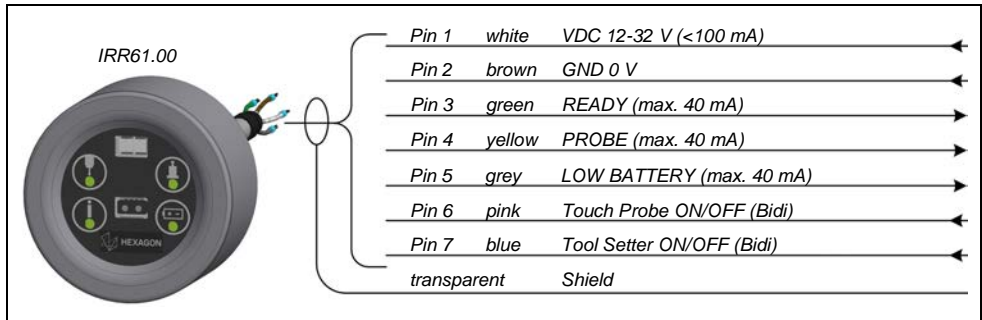 IRR61.00
Pin 1 white VDC 12-32 V (<100 mA)
Pin 2 brown GND 0 V
Pin 3 green READY (max. 40 mA)
Pin 4 yellow PROBE (max. 40 mA)
Pin 5 grey LOW BATTERY (max. 40 mA)
Pin 6 pink Touch Probe ON/OFF (Bidi)
Pin 7 blue Tool Setter ON/OFF (Bidi)
transparent Shield
HEXAGON